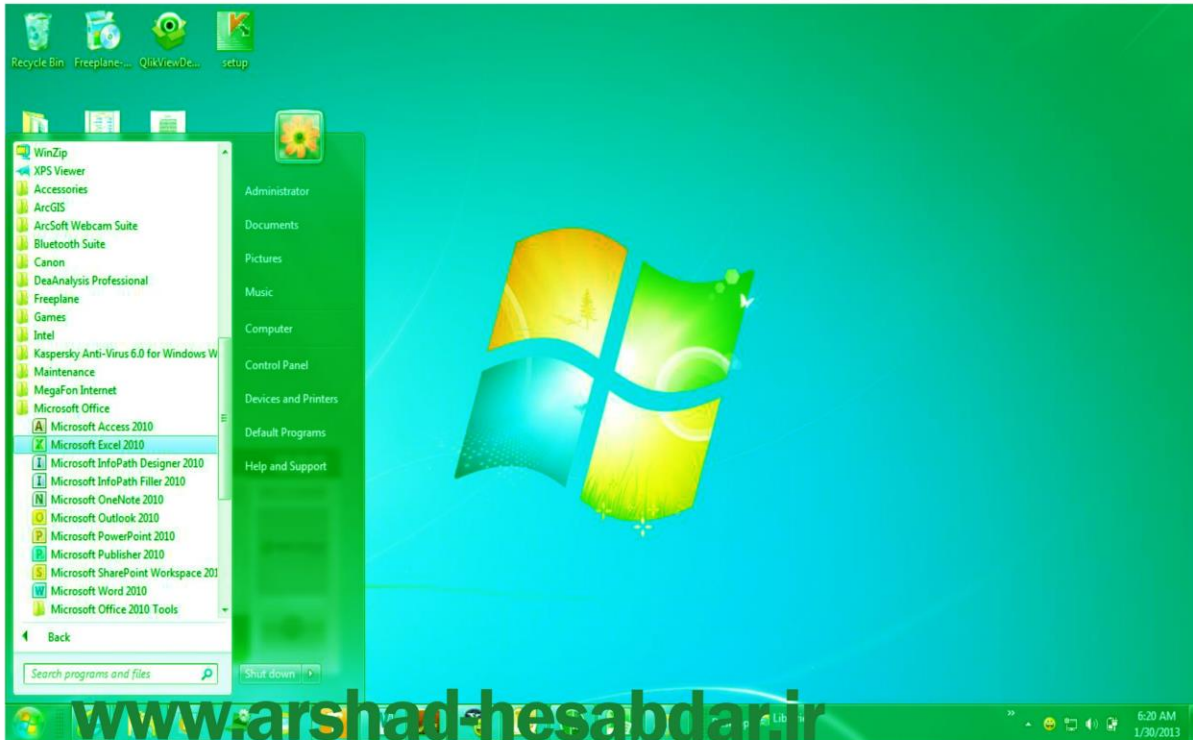 Recycle Bin
Freeplane-...
QlikViewDe...
setup
WinZip
XPS Viewer
Accessories
ArcGIS
ArcSoft Webcam Suite
Bluetooth Suite
Canon
DeaAnalysis Professional
Freeplane
Games
Intel
Kaspersky Anti-Virus 6.0 for Windows W
Maintenance
MegaFon Internet
Microsoft Office
Microsoft Access 2010
Microsoft Excel 2010
Microsoft InfoPath Designer 2010
Microsoft InfoPath Filler 2010
Microsoft OneNote 2010
Microsoft Outlook 2010
Microsoft PowerPoint 2010
Microsoft Publisher 2010
Microsoft SharePoint Workspace 201
Microsoft Word 2010
Microsoft Office 2010 Tools
Back
Search programs and files
Administrator
Documents
Pictures
Music
Computer
Control Panel
Devices and Printers
Default Programs
Help and Support
Shut down
www.arshad-hesabdar.ir
6:20 AM
1/30/2013